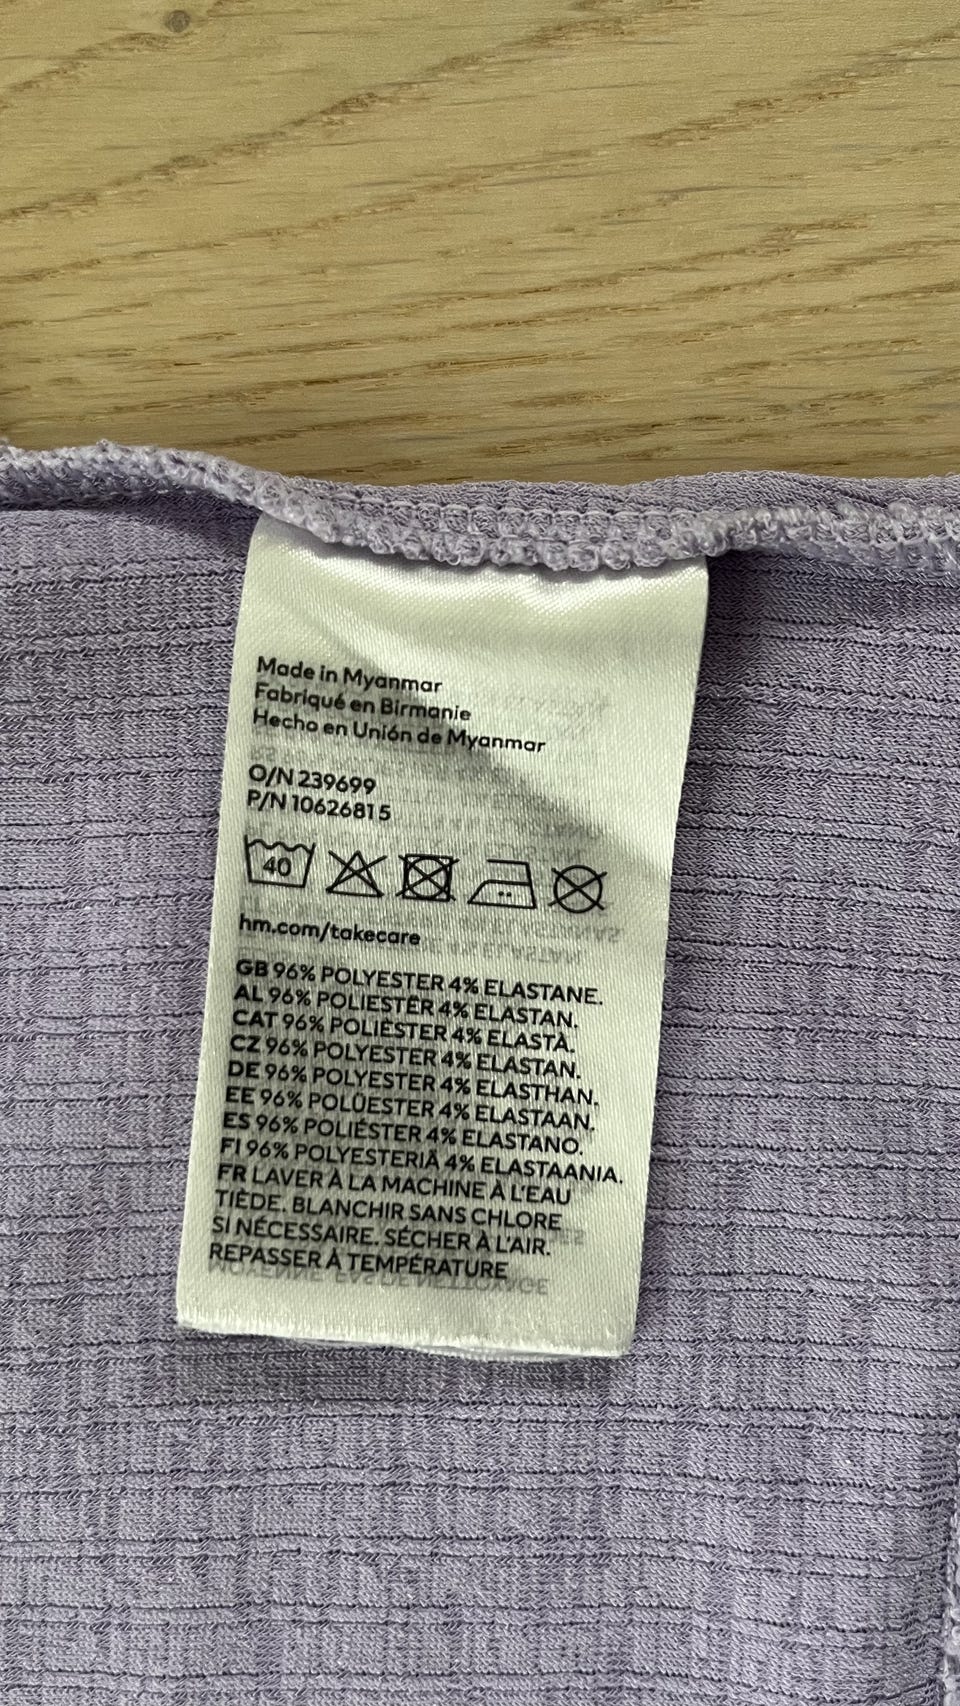 Made in Myanmar
Fabriqué en Birmanie
Hecho en Unión de Myanmar
O/N 239699
P/N 10626815
40
hm.com/takecare
GB 96% POLYESTER 4% ELASTANE.
AL 96% POLIESTËR 4% ELASTAN.
CAT 96% POLIÈSTER 4% ELASTÀ.
CZ 96% POLYESTER 4% ELASTAN.
DE 96% POLYESTER 4% ELASTHAN.
EE 96% POLÜESTER 4% ELASTAAN.
ES 96% POLIÉSTER 4% ELASTANO.
FI 96% POLYESTERIÄ 4% ELASTAANIA.
FR LAVER À LA MACHINE À L'EAU
TIÈDE. BLANCHIR SANS CHLORE
SI NÉCESSAIRE. SÉCHER À L'AIR.
REPASSER À TEMPÉRATURE